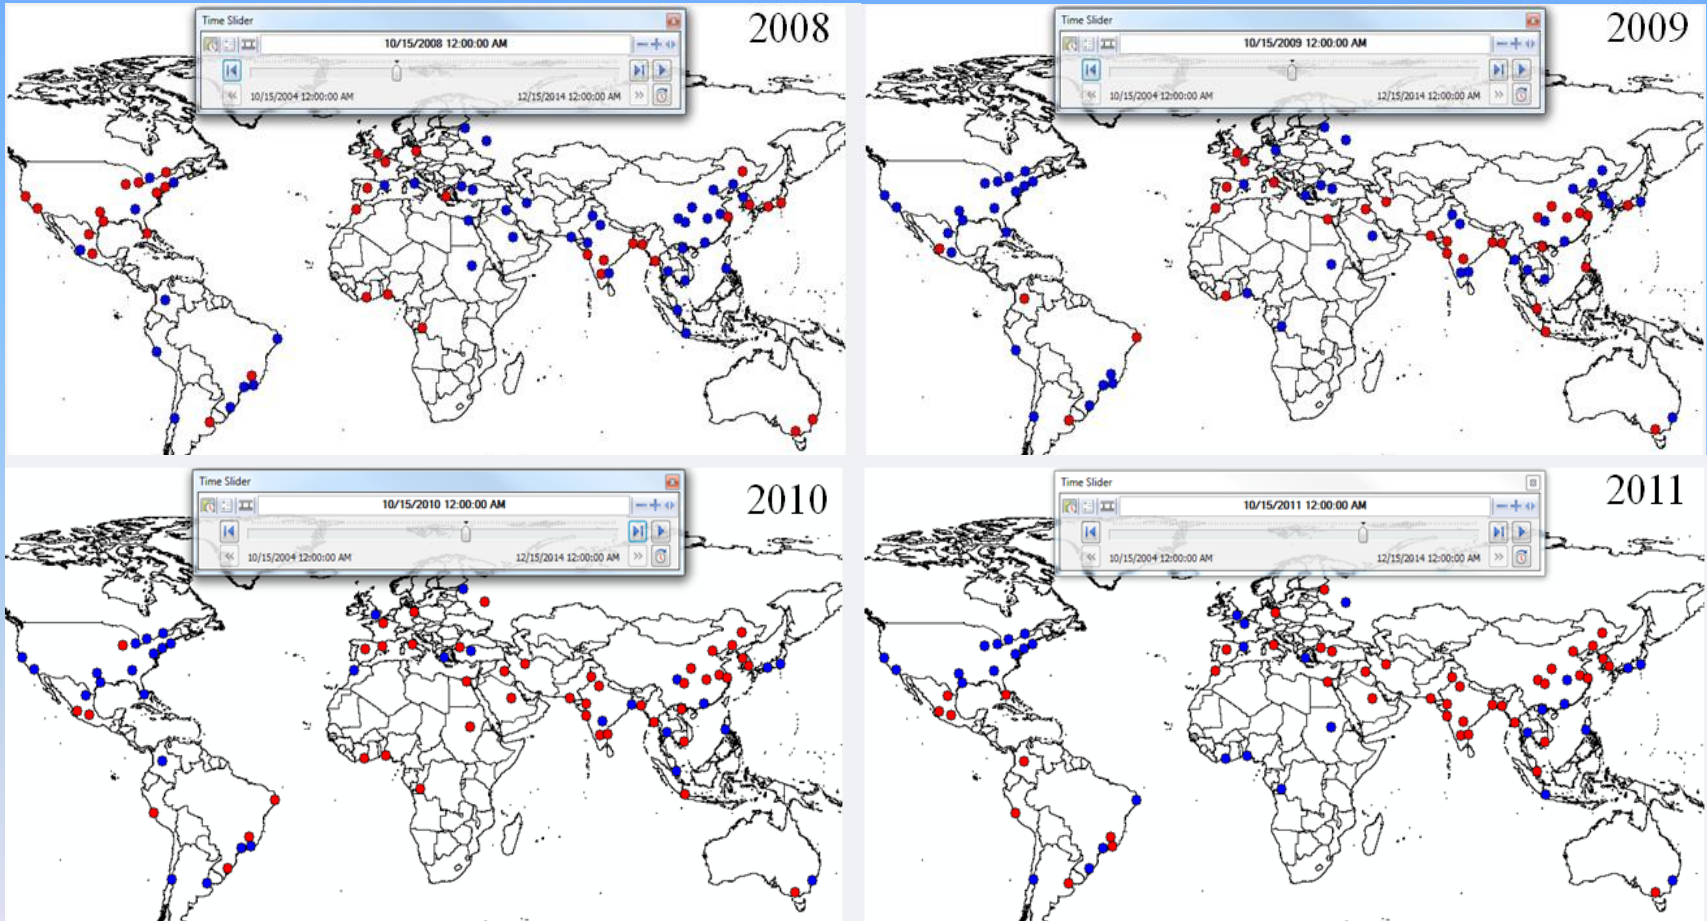 Time Slider
10/15/2008 12:00:00 AM
2008
10/15/2004 12:00:00 AM
12/15/2014 12:00:00 AM
Time Slider
10/15/2009 12:00:00 AM
2009
10/15/2004 12:00:00 AM
12/15/2014 12:00:00 AM
Time Slider
10/15/2010 12:00:00 AM
2010
10/15/2004 12:00:00 AM
12/15/2014 12:00:00 AM
Time Slider
10/15/2011 12:00:00 AM
2011
10/15/2004 12:00:00 AM
12/15/2014 12:00:00 AM